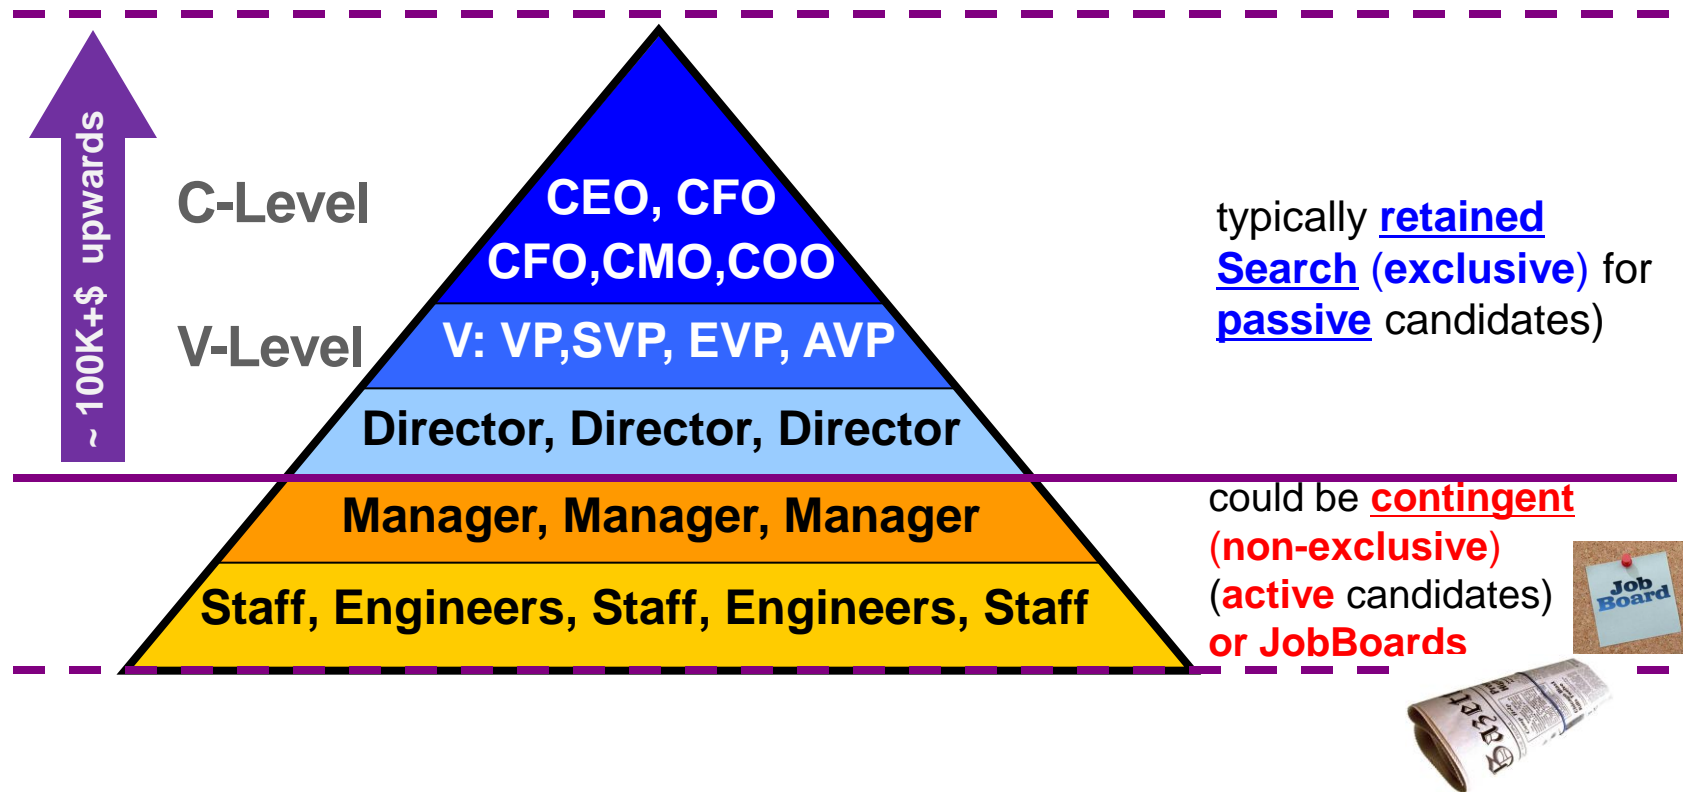 ~ 100K+$ upwards
C-Level
CEO, CFO
CFO,CMO,COO
typically retained
Search (exclusive) for
passive candidates)
V-Level
V: VP,SVP, EVP, AVP
Director, Director, Director
Manager, Manager, Manager
could be contingent
(non-exclusive)
(active candidates)
or JobBoards
Job
Board
Staff, Engineers, Staff, Engineers, Staff